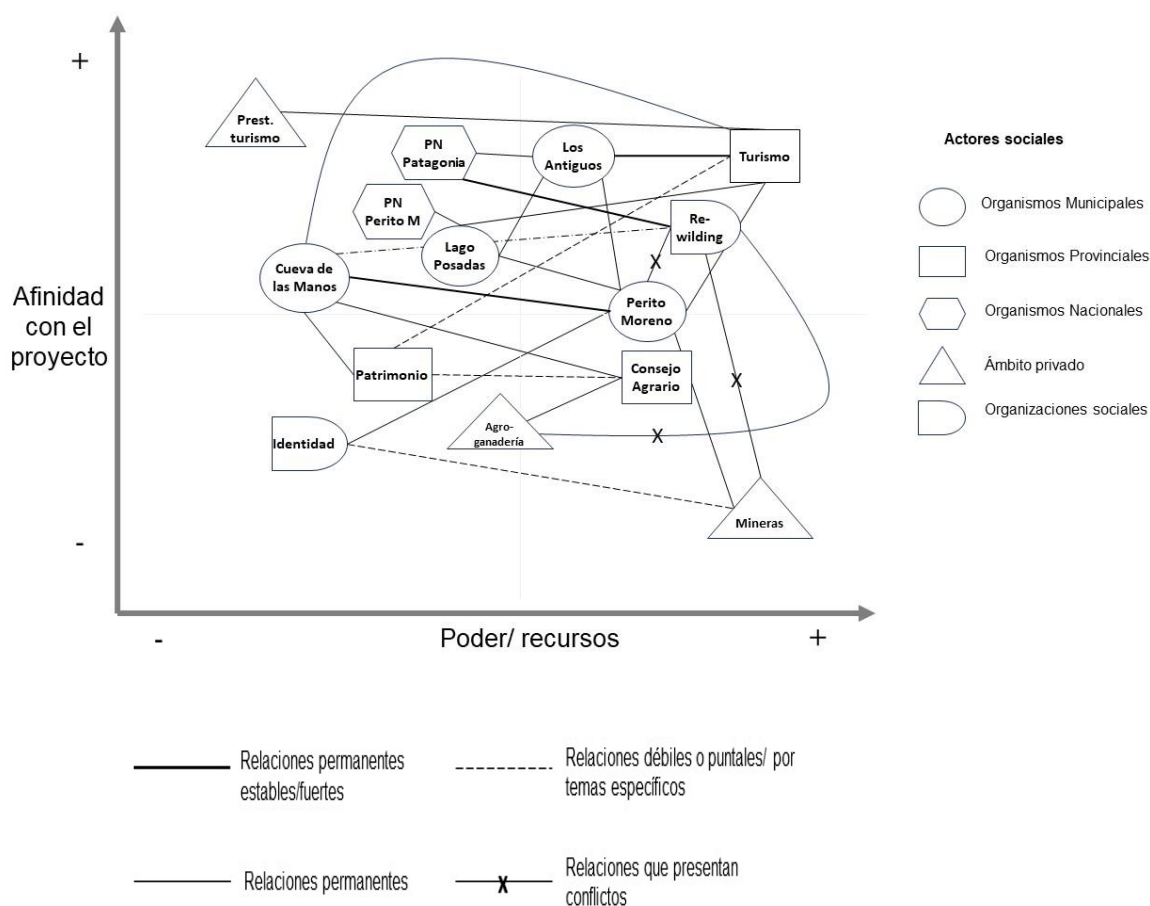 +
Prest.
turismo
PN
Patagonia
Los
Antiguos
Turismo
PN
Perito M
Re-
wilding
Lago
Posadas
X
Cueva de
las Manos
Perito
Moreno
Afinidad
con el
proyecto
Patrimonio
Consejo
Agrario
X
Agro-
ganadería
X
Identidad
Mineras
-
-
Poder/ recursos
+
Actores sociales
Organismos Municipales
Organismos Provinciales
Organismos Nacionales
Ámbito privado
Organizaciones sociales
Relaciones permanentes
estables/fuertes
Relaciones débiles o puntales/ por
temas específicos
Relaciones permanentes
X
Relaciones que presentan
conflictos